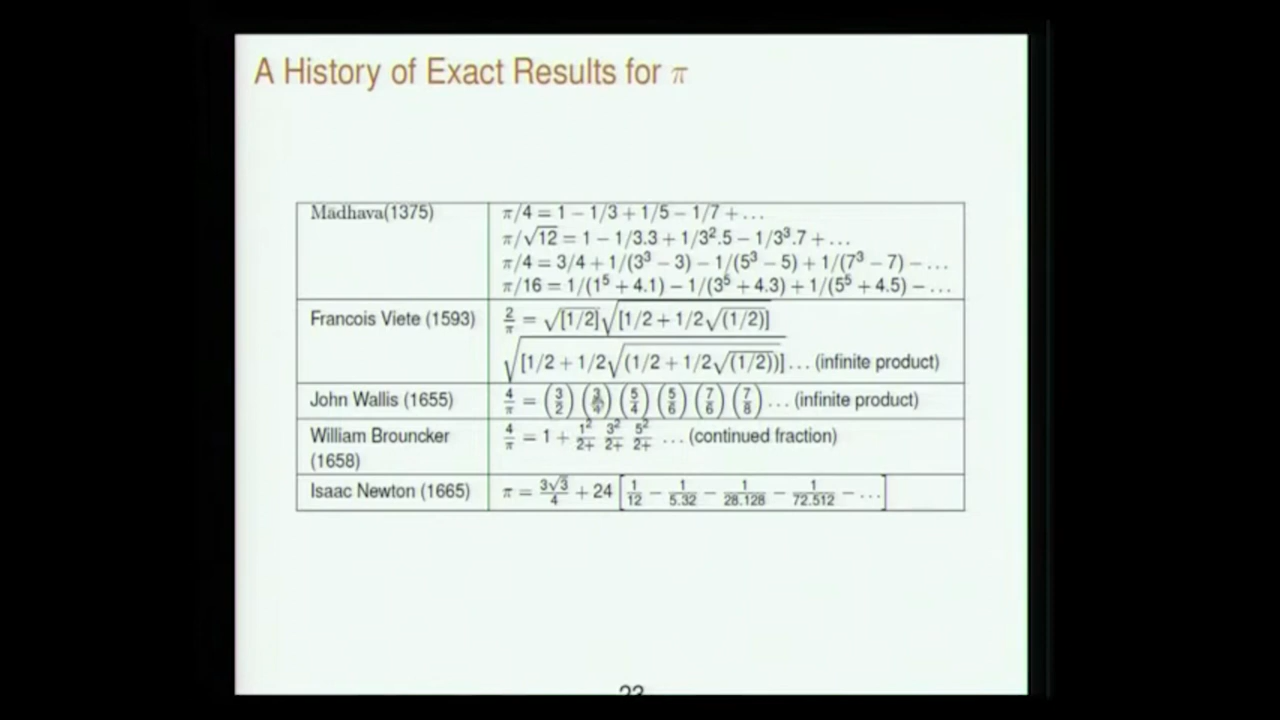 A History of Exact Results for π
Mādhava(1375)
π/4 = 1 − 1/3 + 1/5 − 1/7 + …
π/√12 = 1 − 1/3.3 + 1/3².5 − 1/3³.7 + …
π/4 = 3/4 + 1/(3³ − 3) − 1/(5³ − 5) + 1/(7³ − 7) − …
π/16 = 1/(1⁵ + 4.1) − 1/(3⁵ + 4.3) + 1/(5⁵ + 4.5) − …
Francois Viete (1593)
2/π = √[1/2]√[1/2 + 1/2√(1/2)]
√[1/2 + 1/2√(1/2 + 1/2√(1/2))] … (infinite product)
John Wallis (1655)
4/π = (3/2) (3/4) (5/4) (5/6) (7/6) (7/8) … (infinite product)
William Brouncker
(1658)
4/π = 1 + 1²/2+ 3²/2+ 5²/2+ … (continued fraction)
Isaac Newton (1665)
π = 3√3/4 + 24 [1/12 − 1/5.32 − 1/28.128 − 1/72.512 − …]
23